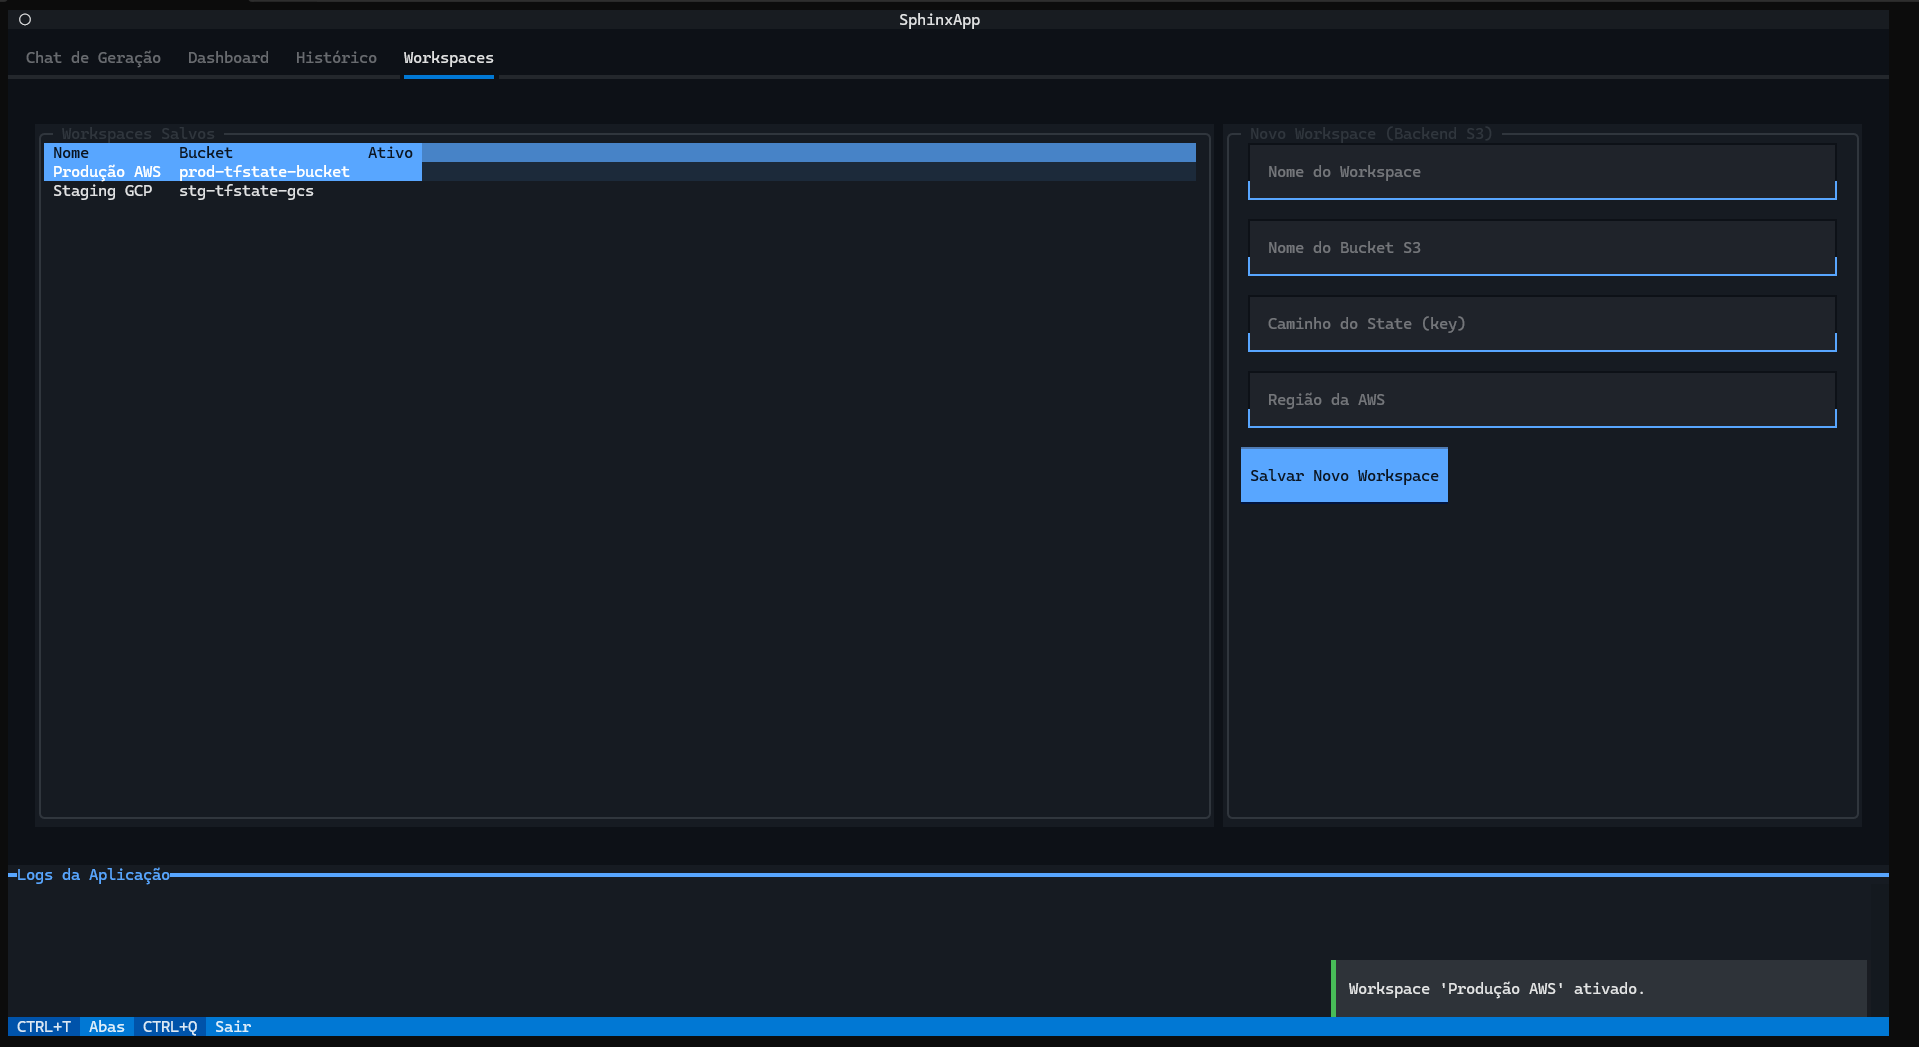 SphinxApp
Chat de Geração Dashboard Histórico Workspaces
Workspaces Salvos
Nome Bucket Ativo
Produção AWS prod-tfstate-bucket
Staging GCP stg-tfstate-gcs
Novo Workspace (Backend S3)
Nome do Workspace
Nome do Bucket S3
Caminho do State (key)
Região da AWS
Salvar Novo Workspace
Logs da Aplicação
Workspace 'Produção AWS' ativado.
CTRL+T Abas CTRL+Q Sair